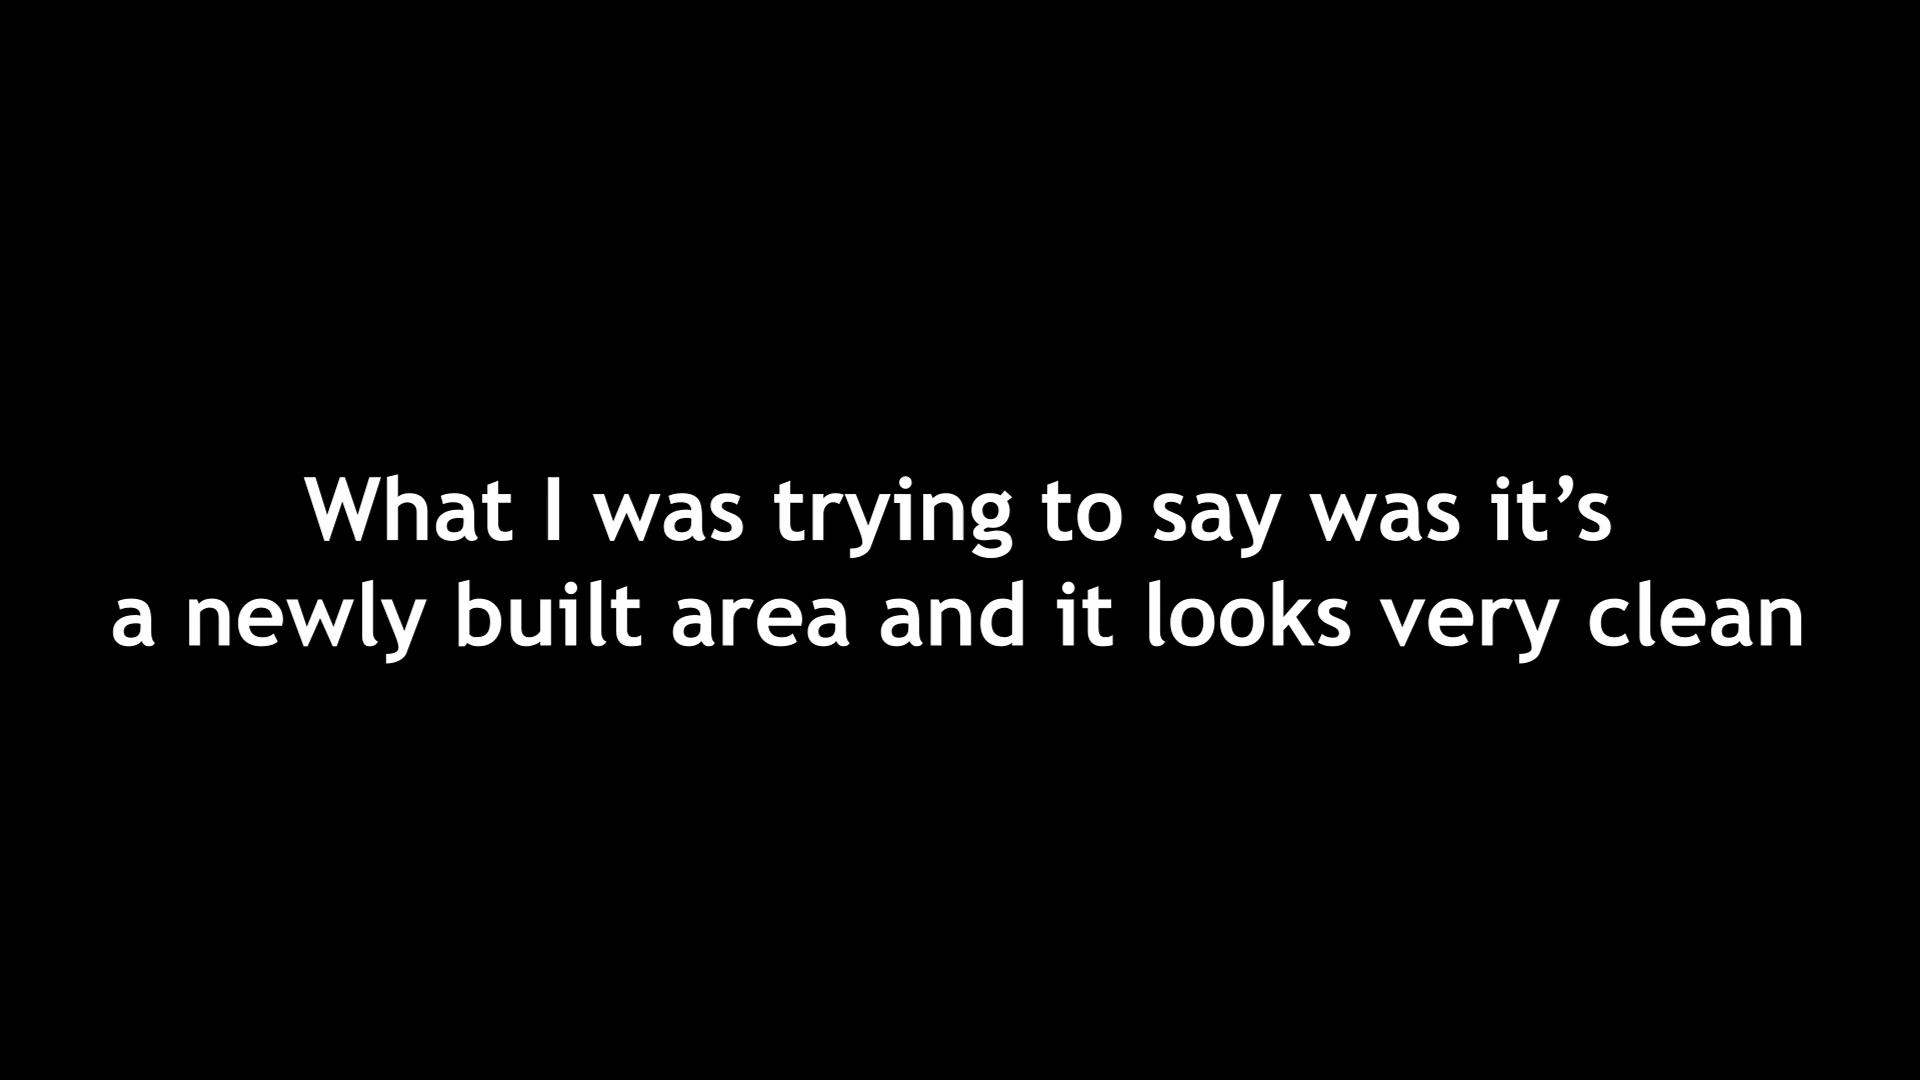 What I was trying to say was it’s
a newly built area and it looks very clean